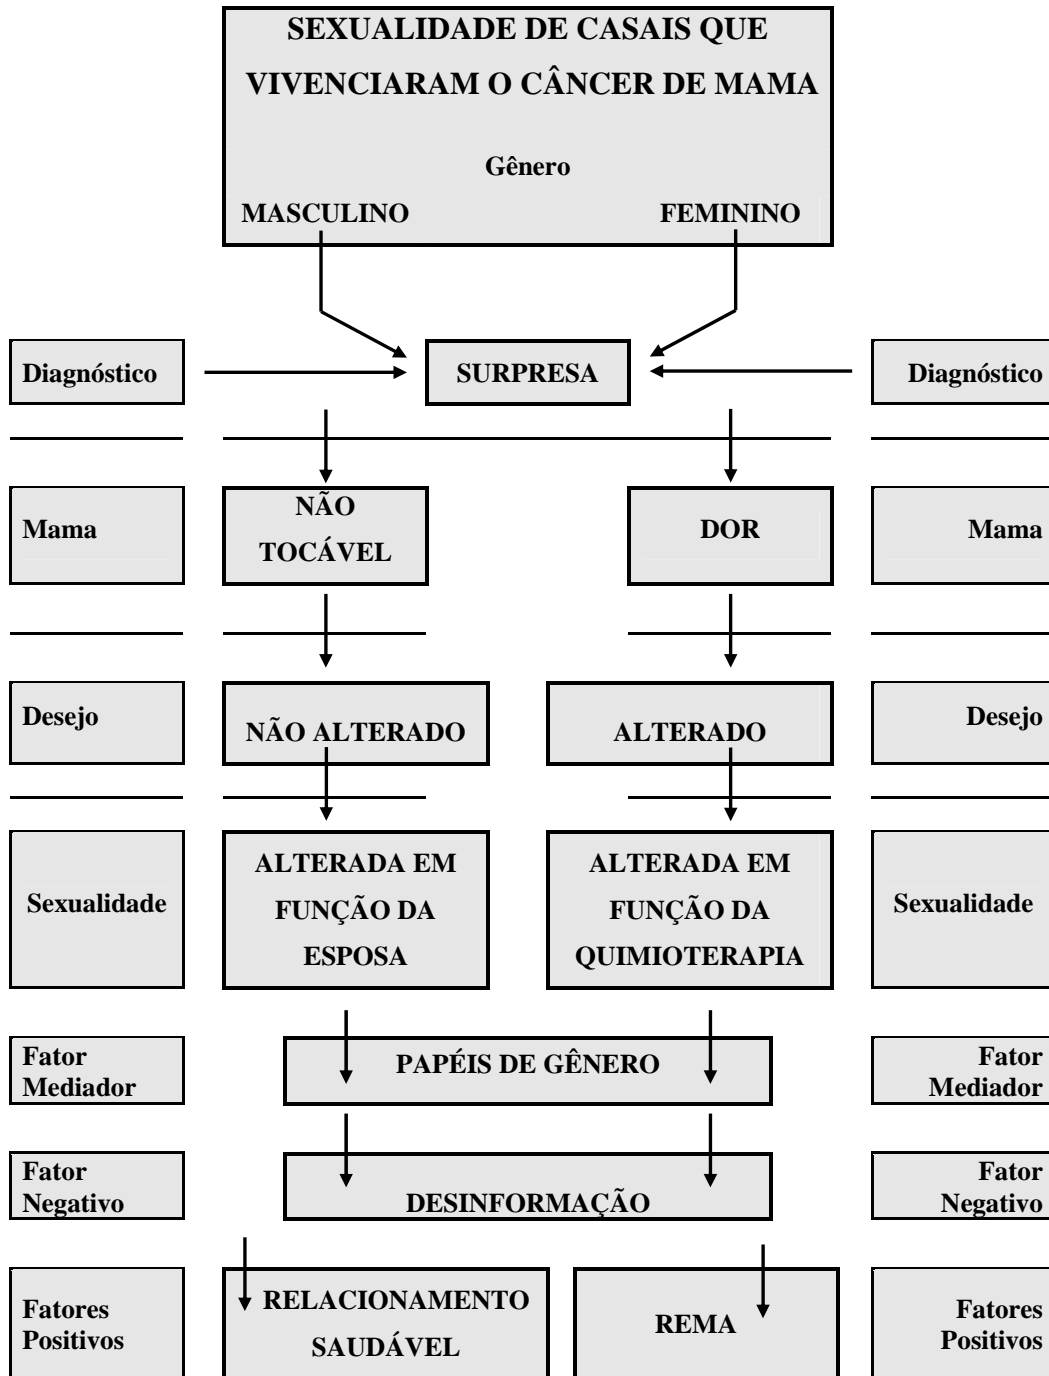 SEXUALIDADE DE CASAIS QUE
VIVENCIARAM O CÂNCER DE MAMA
Gênero
MASCULINO FEMININO
Diagnóstico SURPRESA Diagnóstico
Mama
NÃO
TOCÁVEL
DOR
Mama
Desejo
NÃO ALTERADO
ALTERADO
Desejo
Sexualidade
ALTERADA EM
FUNÇÃO DA
ESPOSA
ALTERADA EM
FUNÇÃO DA
QUIMIOTERAPIA
Sexualidade
Fator
Mediador
PAPÉIS DE GÊNERO
Fator
Mediador
Fator
Negativo
DESINFORMAÇÃO
Fator
Negativo
Fatores
Positivos
RELACIONAMENTO
SAUDÁVEL
REMA
Fatores
Positivos